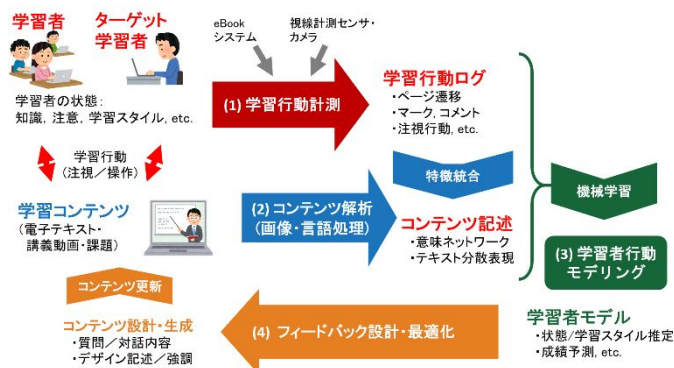 学習者
ターゲット
学習者
eBook
システム
視線計測センサ・
カメラ
学習者の状態:
知識, 注意, 学習スタイル, etc.
(1) 学習行動計測
学習行動ログ
・ページ遷移
・マーク, コメント
・注視行動, etc.
学習行動
(注視/操作)
特徴統合
機械学習
学習コンテンツ
(電子テキスト・
講義動画・課題)
(2) コンテンツ解析
(画像・言語処理)
コンテンツ記述
・意味ネットワーク
・テキスト分散表現
(3) 学習者行動
モデリング
コンテンツ更新
コンテンツ設計・生成
・質問/対話内容
・デザイン記述/強調
(4) フィードバック設計・最適化
学習者モデル
・状態/学習スタイル推定
・成績予測, etc.